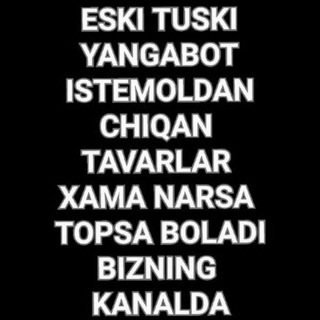 ESKI TUSKI
YANGABOT
ISTEMOLDAN
CHIQAN
TAVARLAR
XAMA NARSA
TOPSA BOLADI
BIZNING
KANALDA